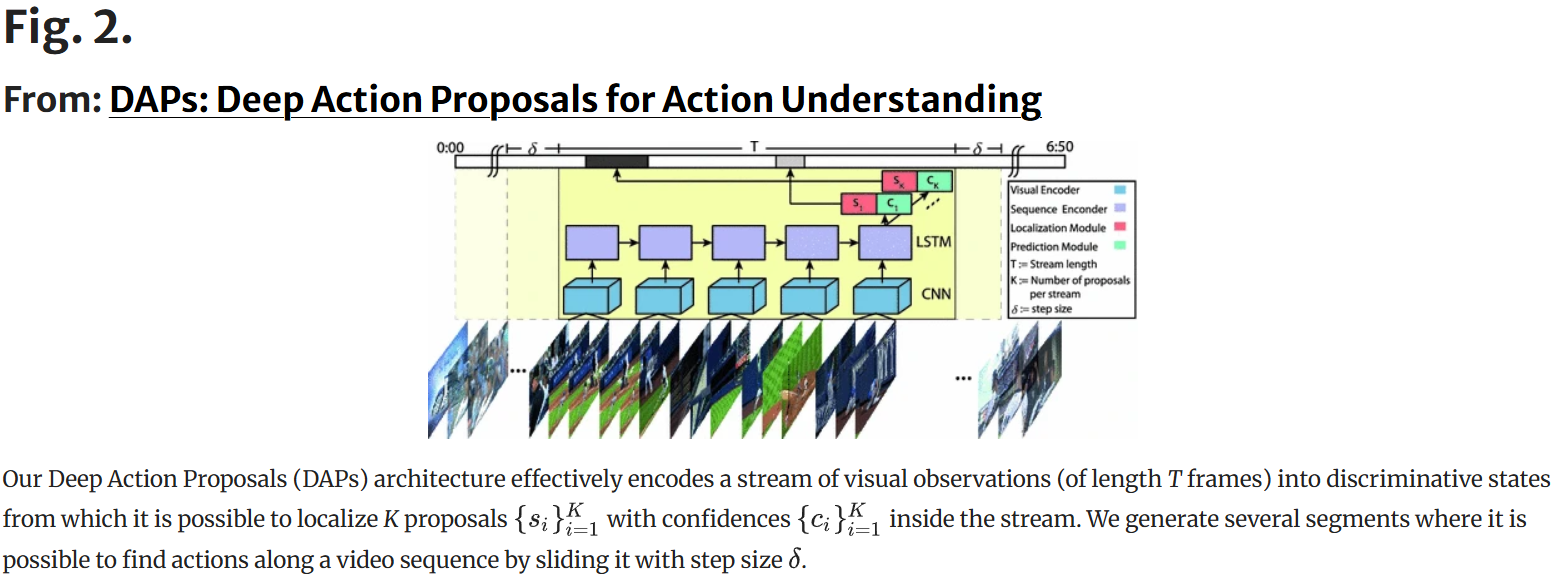 Fig. 2.
From: DAPs: Deep Action Proposals for Action Understanding
0:00 δ T δ 6:50
S_K C_K
S_1 C_1
LSTM
CNN
Visual Encoder
Sequence Enconder
Localization Module
Prediction Module
T := Stream length
K := Number of proposals
per stream
δ := step size
... ...
Our Deep Action Proposals (DAPs) architecture effectively encodes a stream of visual observations (of length T frames) into discriminative states
from which it is possible to localize K proposals {s_i}_{i=1}^K with confidences {c_i}_{i=1}^K inside the stream. We generate several segments where it is
possible to find actions along a video sequence by sliding it with step size δ.